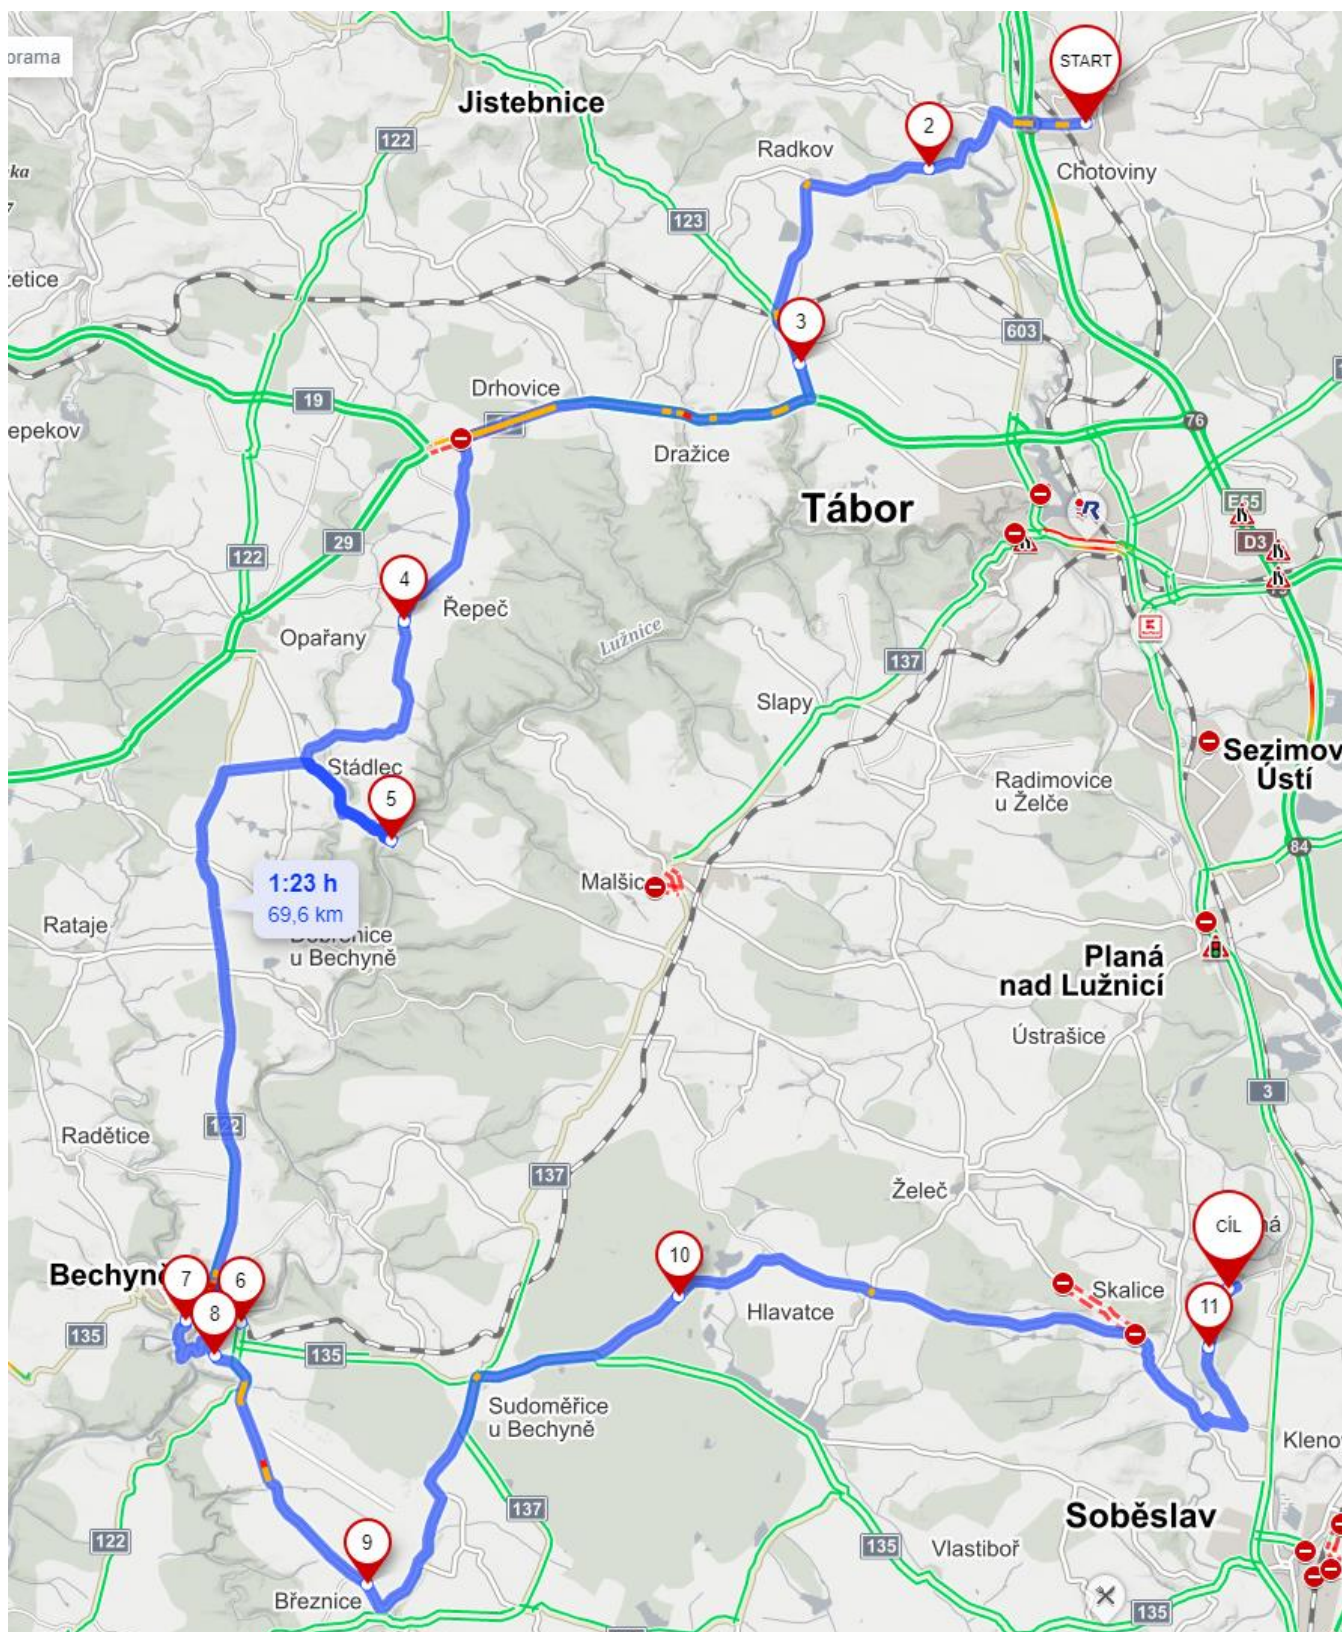 orama
START
Jistebnice
2
122
Radkov
Chotoviny
123
3
603
Drhovice
19
76
Dražice
Tábor
E55
D3
29
122
4
Řepeč
Opařany
Lužnice
137
Slapy
Stádlec
5
Sezimov
Ústí
Radimovice
u Želče
84
1:23 h
69,6 km
Malšic
Rataje
u Bechyně
Planá
nad Lužnicí
Ústrašice
3
122
Radětice
137
Želeč
CÍL
ná
10
Bechyně
7
6
8
Skalice
11
Hlavatce
135
135
Sudoměřice
u Bechyně
Klenov
137
Soběslav
122
9
135
Vlastiboř
Březnice
135